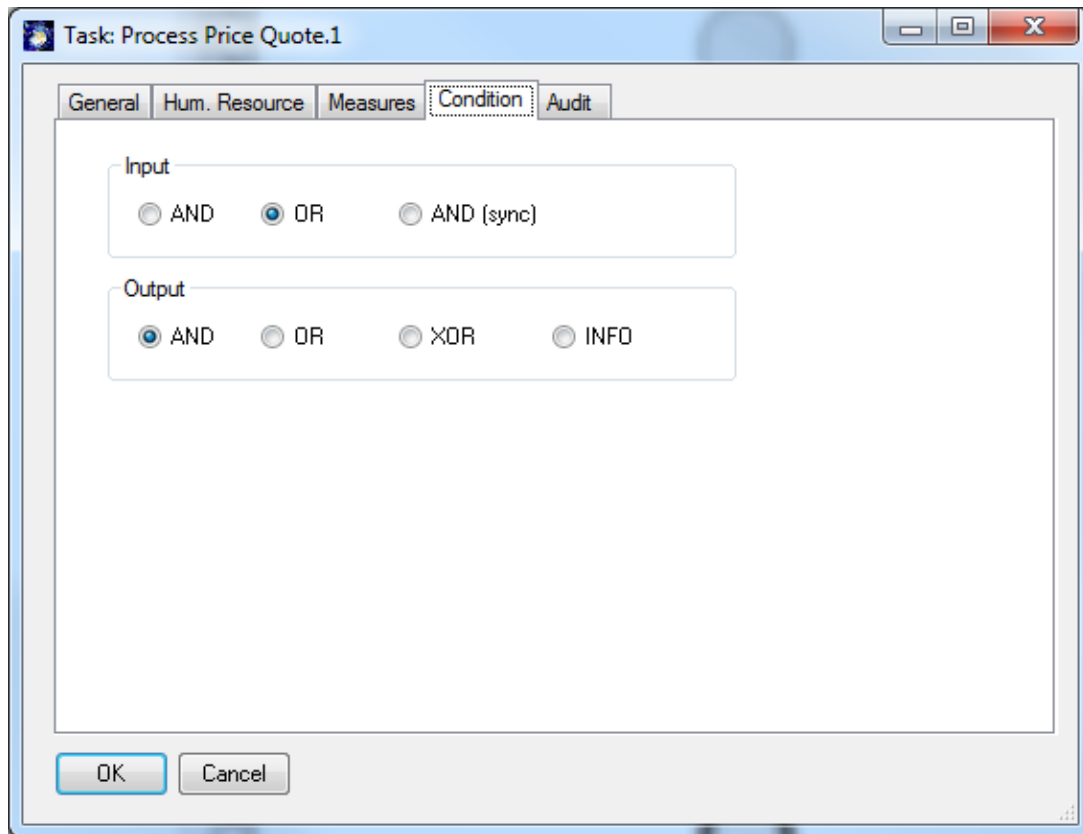 Task: Process Price Quote.1
General Hum. Resource Measures Condition Audit
Input
AND OR AND (sync)
Output
AND OR XOR INFO
OK Cancel